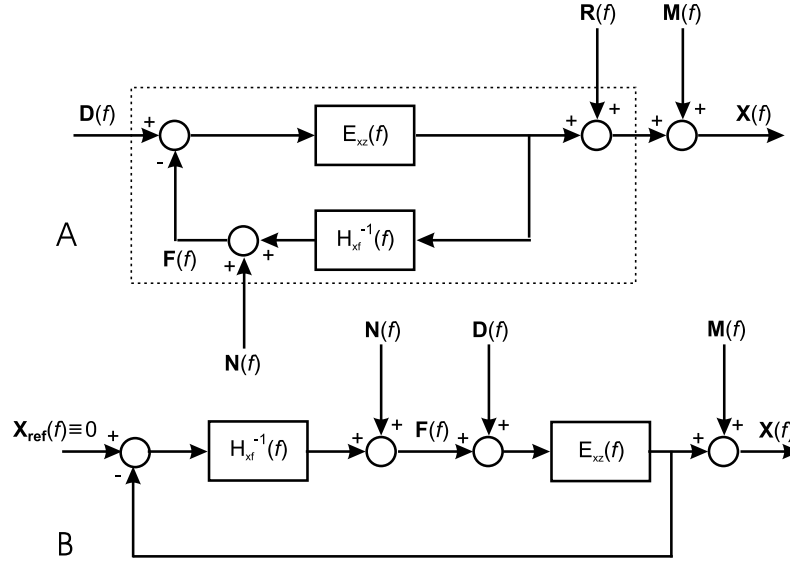 R(f) M(f)
D(f) + - E_xz(f) + + + + X(f)
A F(f) + + H_xf^-1(f)
N(f)
N(f) D(f) M(f)
X_ref(f)≡0 + - H_xf^-1(f) + + F(f) + + E_xz(f) + + X(f)
B